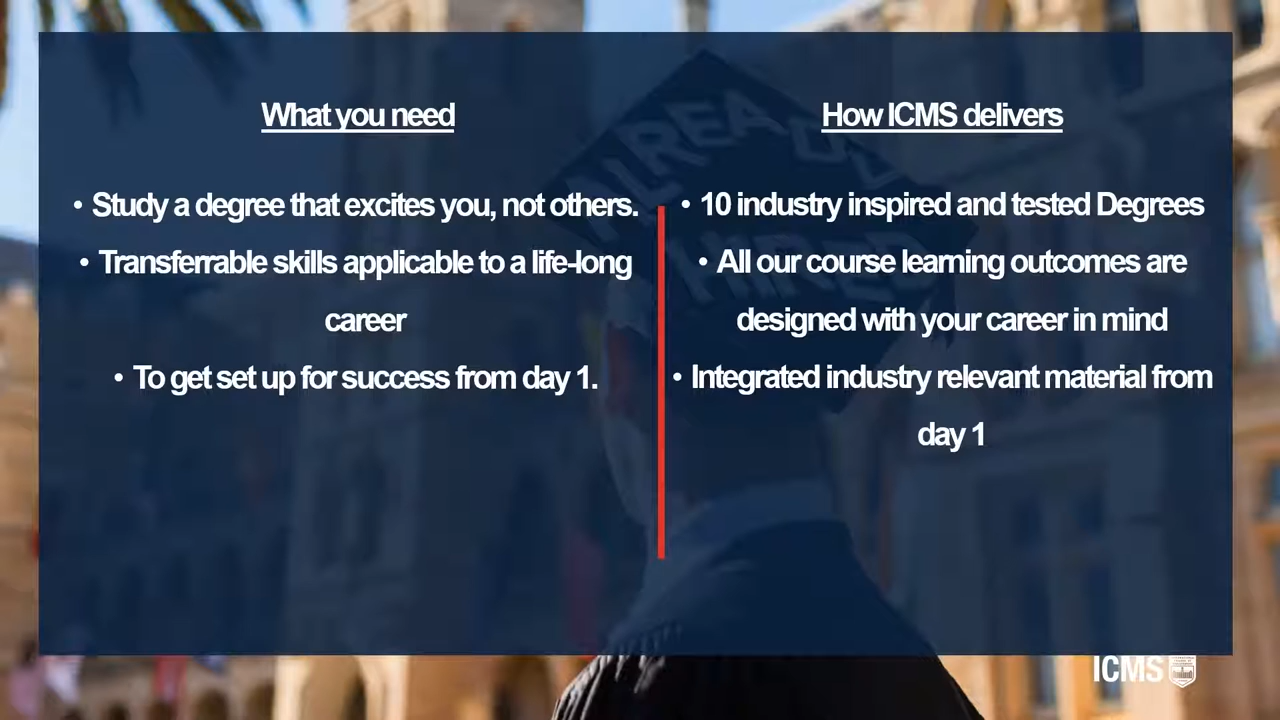 What you need
• Study a degree that excites you, not others.
• Transferrable skills applicable to a life-long
career
• To get set up for success from day 1.
How ICMS delivers
• 10 industry inspired and tested Degrees
• All our course learning outcomes are
designed with your career in mind
• Integrated industry relevant material from
day 1
ALREADY
HIRED
ICMS